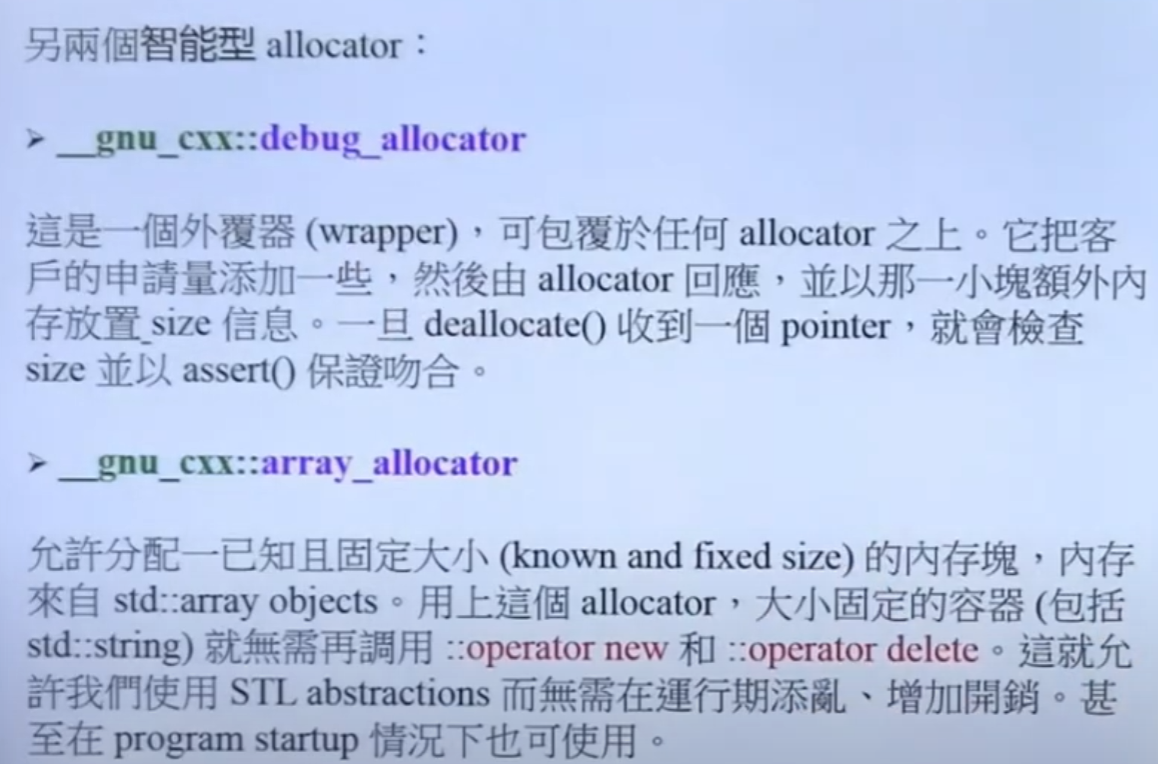 另兩個智能型 allocator：
➢ __gnu_cxx::debug_allocator
這是一個外覆器 (wrapper)，可包覆於任何 allocator 之上。它把客
戶的申請量添加一些，然後由 allocator 回應，並以那一小塊額外內
存放置 size 信息。一旦 deallocate() 收到一個 pointer，就會檢查
size 並以 assert() 保證吻合。
➢ __gnu_cxx::array_allocator
允許分配一已知且固定大小 (known and fixed size) 的內存塊，內存
來自 std::array objects。用上這個 allocator，大小固定的容器 (包括
std::string) 就無需再調用 ::operator new 和 ::operator delete。這就允
許我們使用 STL abstractions 而無需在運行期添亂、增加開銷。甚
至在 program startup 情況下也可使用。